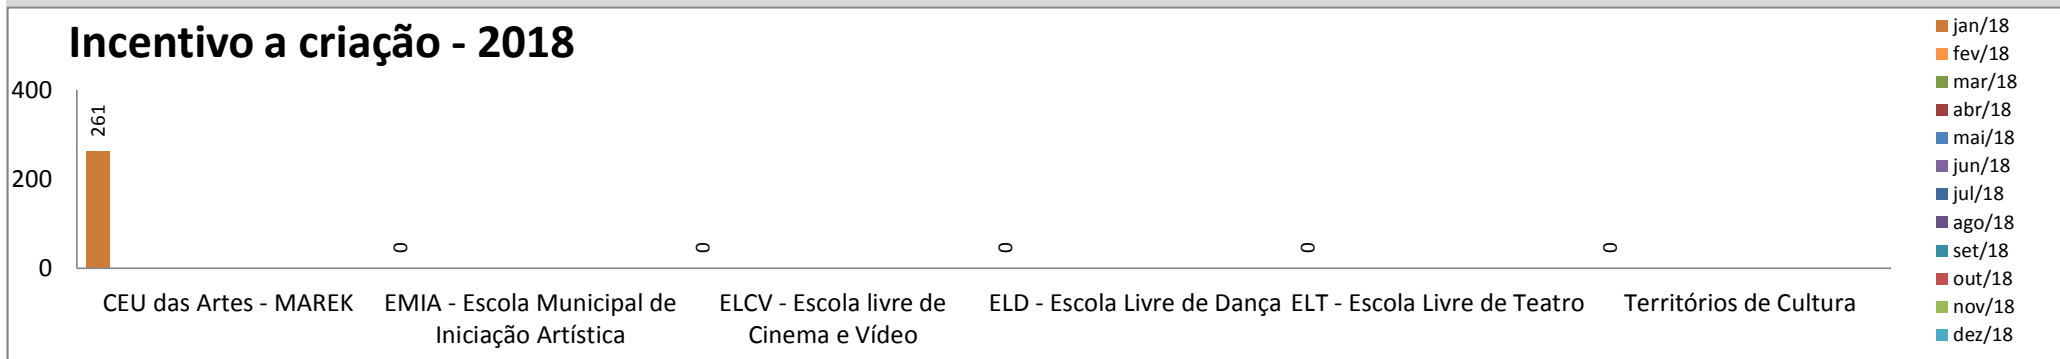 Incentivo a criação - 2018
400
200
0
261
0
0
0
0
0
CEU das Artes - MAREK
EMIA - Escola Municipal de
Iniciação Artística
ELCV - Escola livre de
Cinema e Vídeo
ELD - Escola Livre de Dança
ELT - Escola Livre de Teatro
Territórios de Cultura
jan/18
fev/18
mar/18
abr/18
mai/18
jun/18
jul/18
ago/18
set/18
out/18
nov/18
dez/18